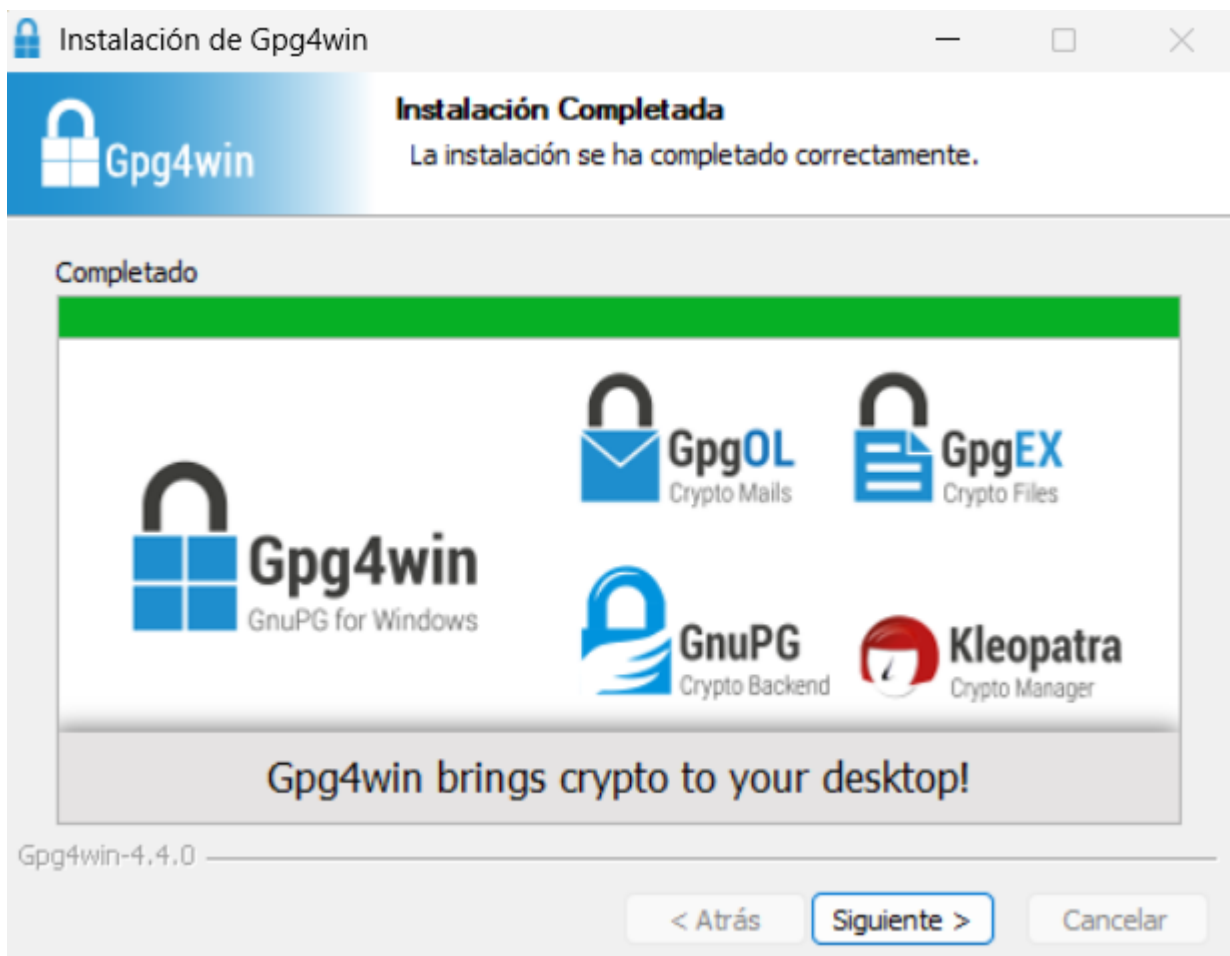 Instalación de Gpg4win
Gpg4win
Instalación Completada
La instalación se ha completado correctamente.
Completado
Gpg4win
GnuPG for Windows
GpgOL
Crypto Mails
GpgEX
Crypto Files
GnuPG
Crypto Backend
Kleopatra
Crypto Manager
Gpg4win brings crypto to your desktop!
Gpg4win-4.4.0
< Atrás
Siguiente >
Cancelar